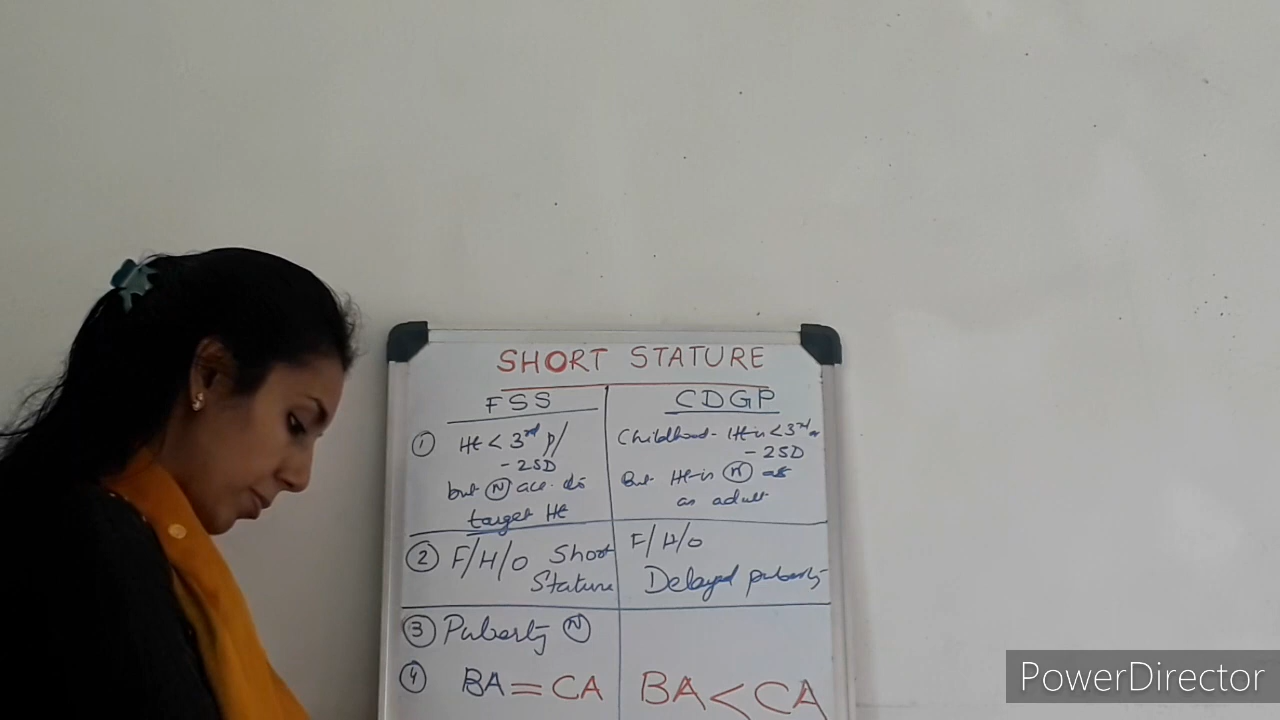 SHORT STATURE
FSS
CDGP
① Ht < 3rd p/
- 2SD
but Ⓝ acc. to
target Ht
Childhood - Ht is < 3rd or
- 2SD
But Ht is Ⓝ
as adult
② F/H/O Short
Stature
F/H/O
Delayed puberty
③ Puberty Ⓝ
④ BA = CA
BA < CA
PowerDirector